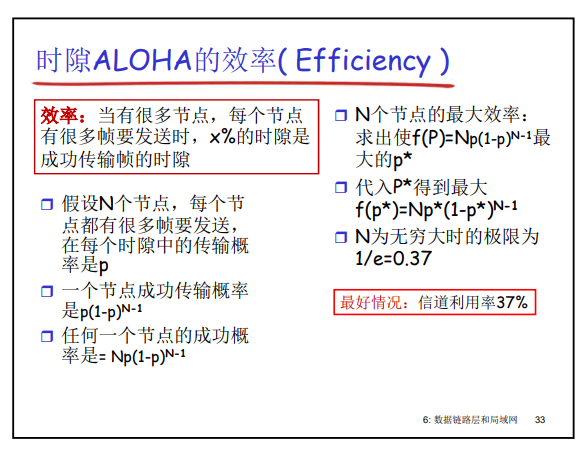 时隙ALOHA的效率( Efficiency )
效率：当有很多节点，每个节点
有很多帧要发送时，x%的时隙是
成功传输帧的时隙
假设N个节点，每个节
点都有很多帧要发送，
在每个时隙中的传输概
率是p
一个节点成功传输概率
是p(1-p)ᴺ⁻¹
任何一个节点的成功概
率是= Np(1-p)ᴺ⁻¹
N个节点的最大效率：
求出使f(P)=Np(1-p)ᴺ⁻¹最
大的p*
代入P*得到最大
f(p*)=Np*(1-p*)ᴺ⁻¹
N为无穷大时的极限为
1/e=0.37
最好情况：信道利用率37%
6: 数据链路层和局域网 33